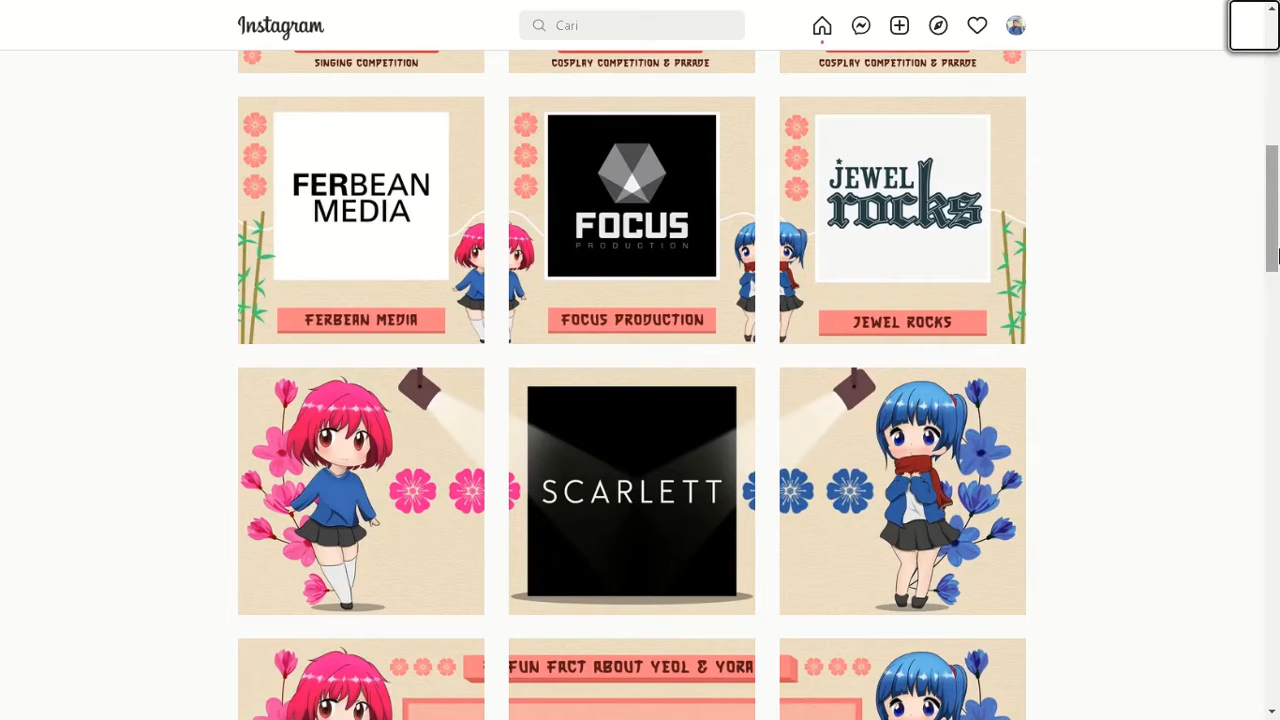 Instagram
Cari
SINGING COMPETITION
COSPLAY COMPETITION & PARADE
COSPLAY COMPETITION & PARADE
FERBEAN
MEDIA
FOCUS
PRODUCTION
JEWEL
rocks
FERBEAN MEDIA
FOCUS PRODUCTION
JEWEL ROCKS
SCARLETT
FUN FACT ABOUT YEOL & YORA